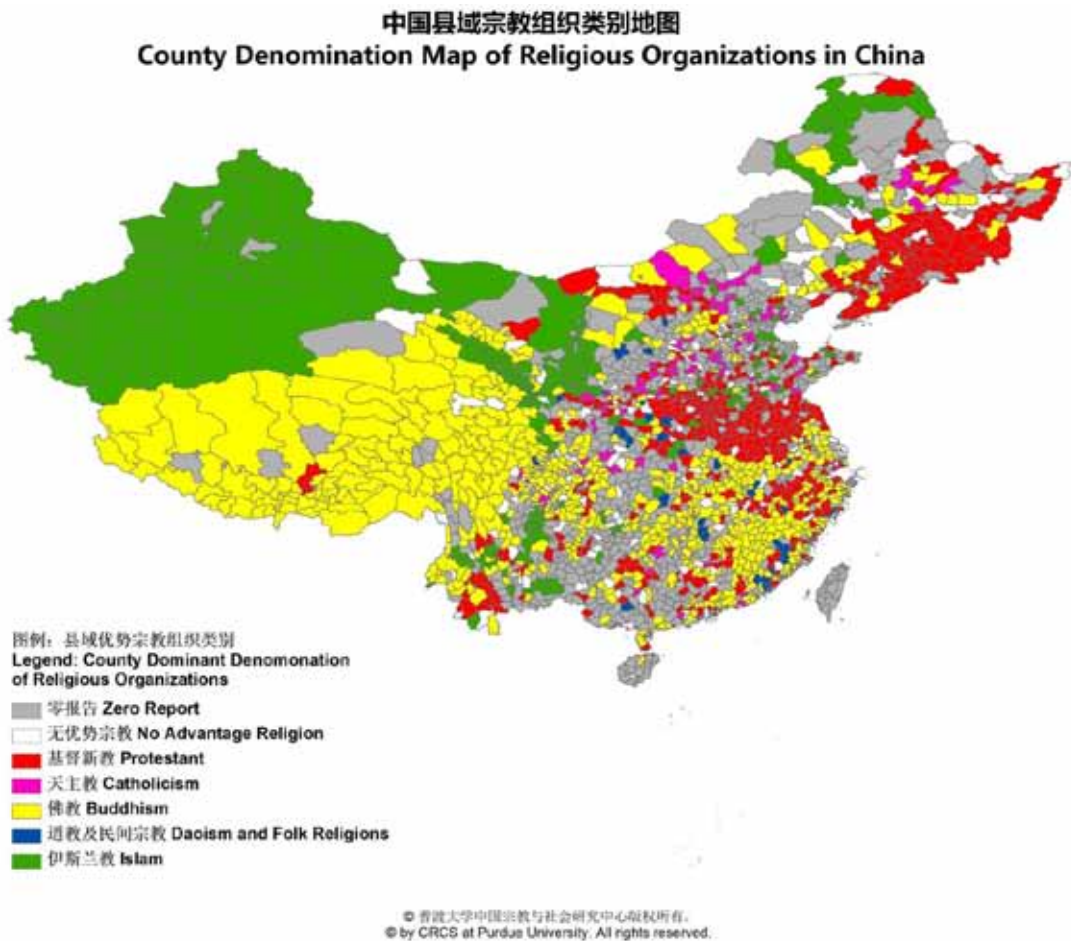 中国县域宗教组织类别地图
County Denomination Map of Religious Organizations in China
图例：县域优势宗教组织类别
Legend: County Dominant Denomonation
of Religious Organizations
零报告 Zero Report
无优势宗教 No Advantage Religion
基督新教 Protestant
天主教 Catholicism
佛教 Buddhism
道教及民间宗教 Daoism and Folk Religions
伊斯兰教 Islam
© 普渡大学中国宗教与社会研究中心版权所有.
© by CRCS at Purdue University. All rights reserved.